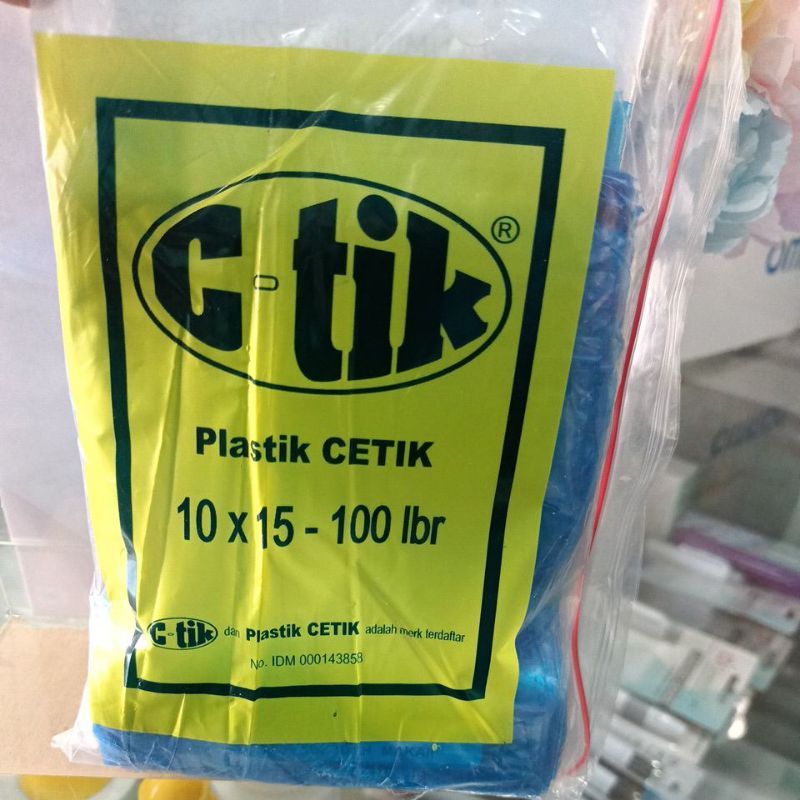 C-tik ®
Plastik CETIK
10 x 15 - 100 lbr
C-tik dan Plastik CETIK adalah merk terdaftar
No. IDM 000143858